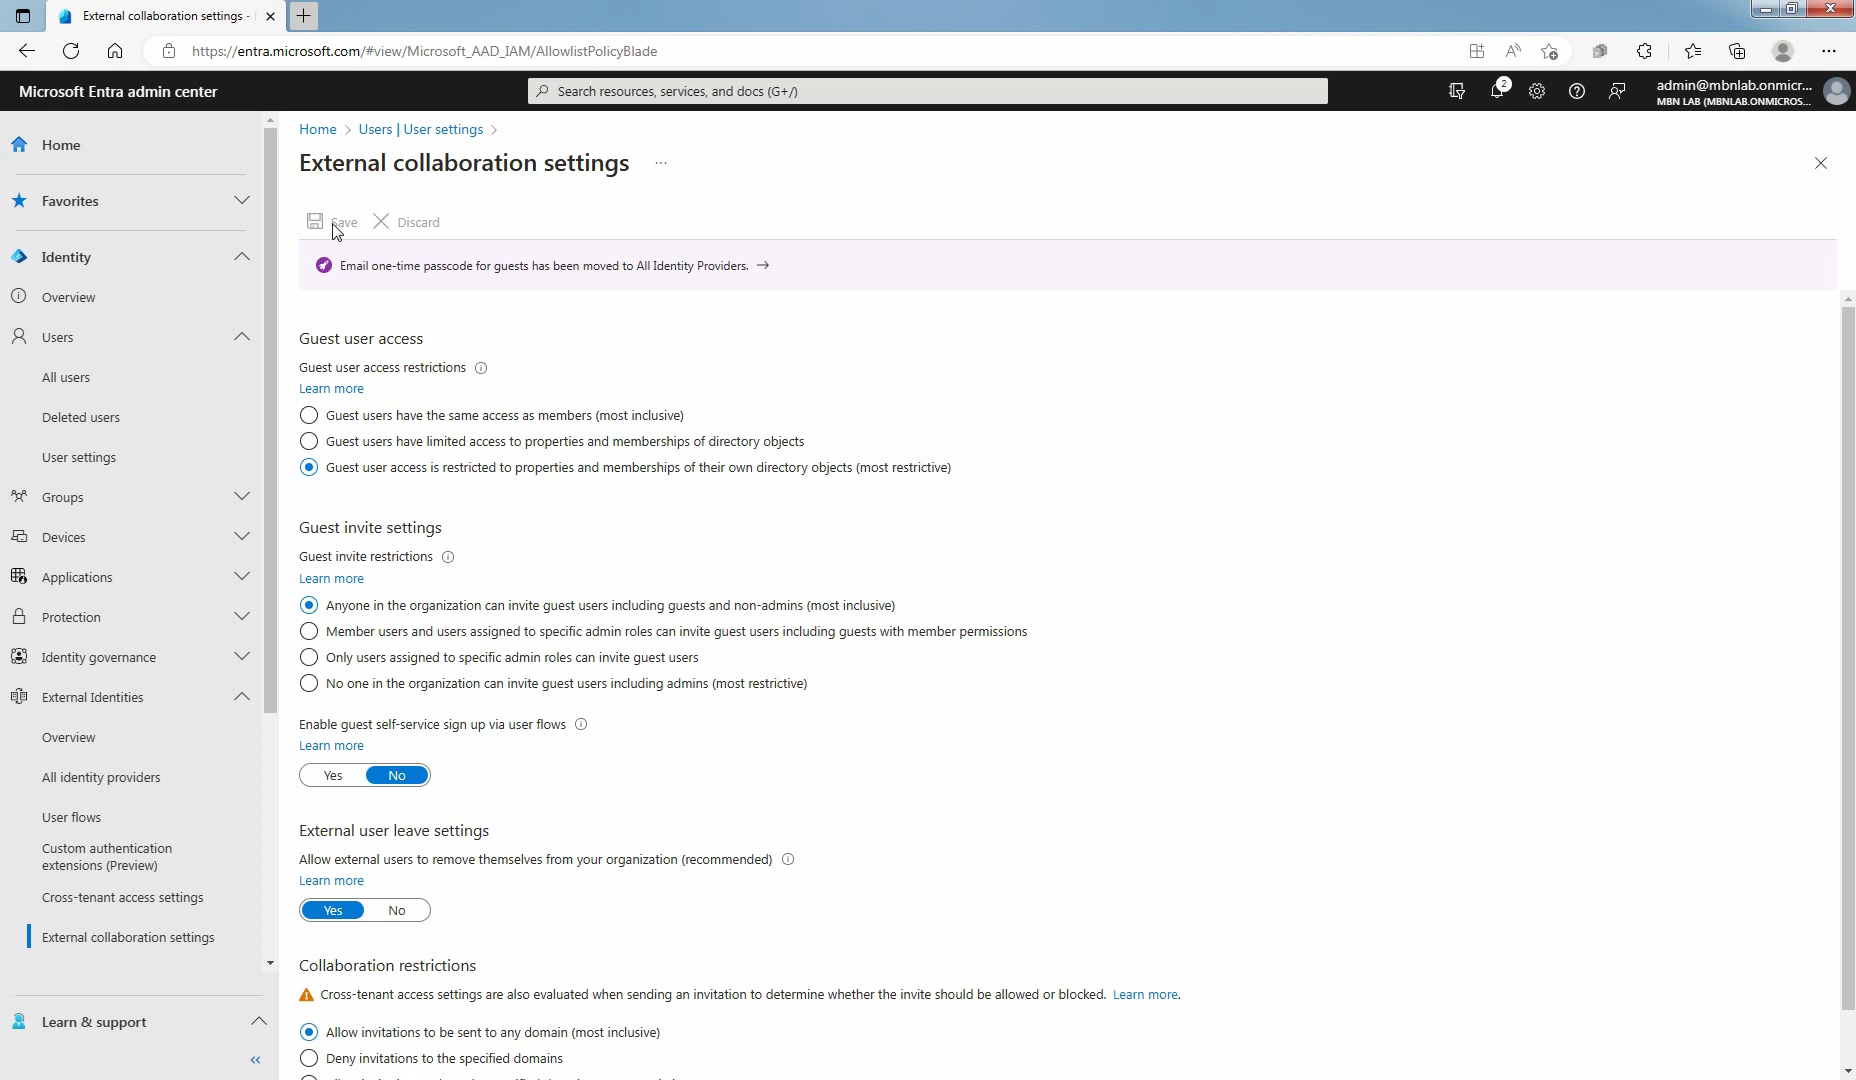 External collaboration settings -
https://entra.microsoft.com/#view/Microsoft_AAD_IAM/AllowlistPolicyBlade
Microsoft Entra admin center
Search resources, services, and docs (G+/)
2
admin@mbnlab.onmicr...
MBN LAB (MBNLAB.ONMICROS...
Home
Favorites
Identity
Overview
Users
All users
Deleted users
User settings
Groups
Devices
Applications
Protection
Identity governance
External Identities
Overview
All identity providers
User flows
Custom authentication
extensions (Preview)
Cross-tenant access settings
External collaboration settings
Learn & support
Home > Users | User settings >
External collaboration settings ...
Save Discard
Email one-time passcode for guests has been moved to All Identity Providers. →
Guest user access
Guest user access restrictions
Learn more
Guest users have the same access as members (most inclusive)
Guest users have limited access to properties and memberships of directory objects
Guest user access is restricted to properties and memberships of their own directory objects (most restrictive)
Guest invite settings
Guest invite restrictions
Learn more
Anyone in the organization can invite guest users including guests and non-admins (most inclusive)
Member users and users assigned to specific admin roles can invite guest users including guests with member permissions
Only users assigned to specific admin roles can invite guest users
No one in the organization can invite guest users including admins (most restrictive)
Enable guest self-service sign up via user flows
Learn more
Yes No
External user leave settings
Allow external users to remove themselves from your organization (recommended)
Learn more
Yes No
Collaboration restrictions
Cross-tenant access settings are also evaluated when sending an invitation to determine whether the invite should be allowed or blocked. Learn more.
Allow invitations to be sent to any domain (most inclusive)
Deny invitations to the specified domains